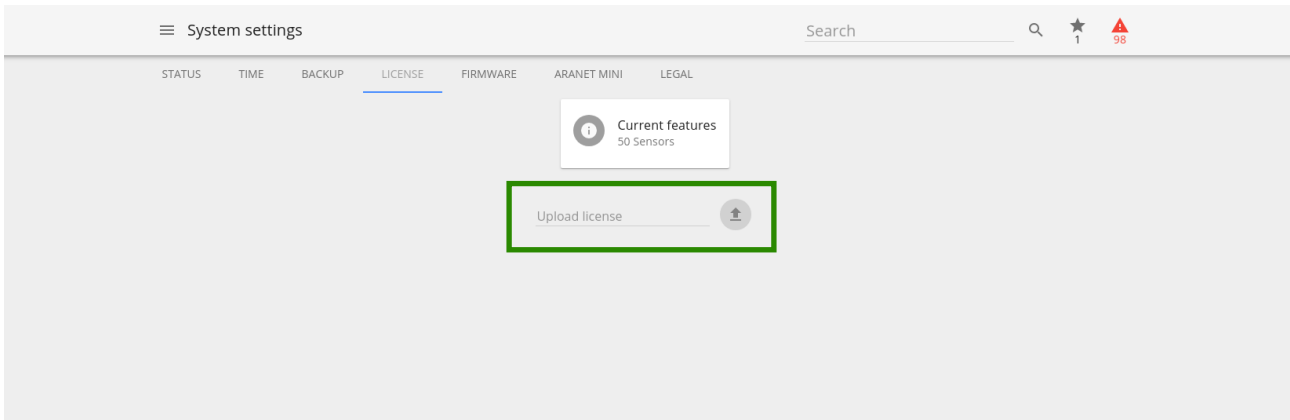 System settings
Search
1
98
STATUS TIME BACKUP LICENSE FIRMWARE ARANET MINI LEGAL
Current features
50 Sensors
Upload license